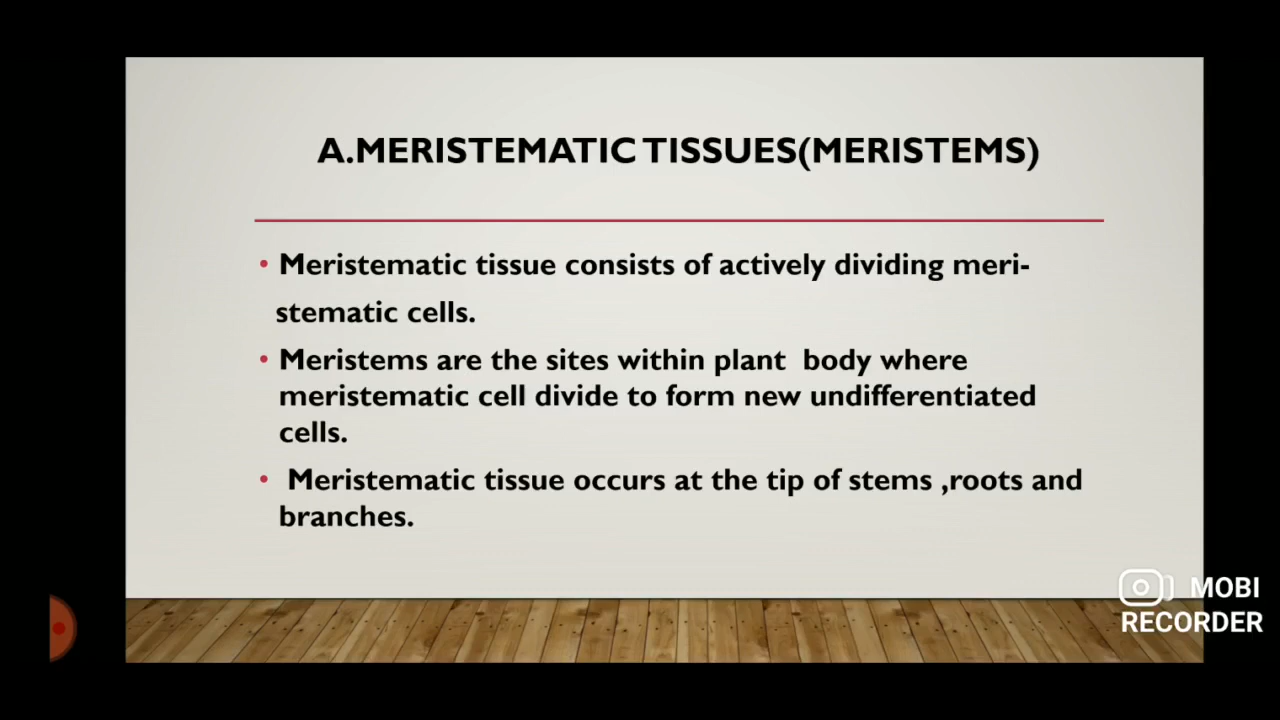 A.MERISTEMATIC TISSUES(MERISTEMS)
• Meristematic tissue consists of actively dividing meri-
stematic cells.
• Meristems are the sites within plant  body where
meristematic cell divide to form new undifferentiated
cells.
•  Meristematic tissue occurs at the tip of stems ,roots and
branches.
MOBI
RECORDER